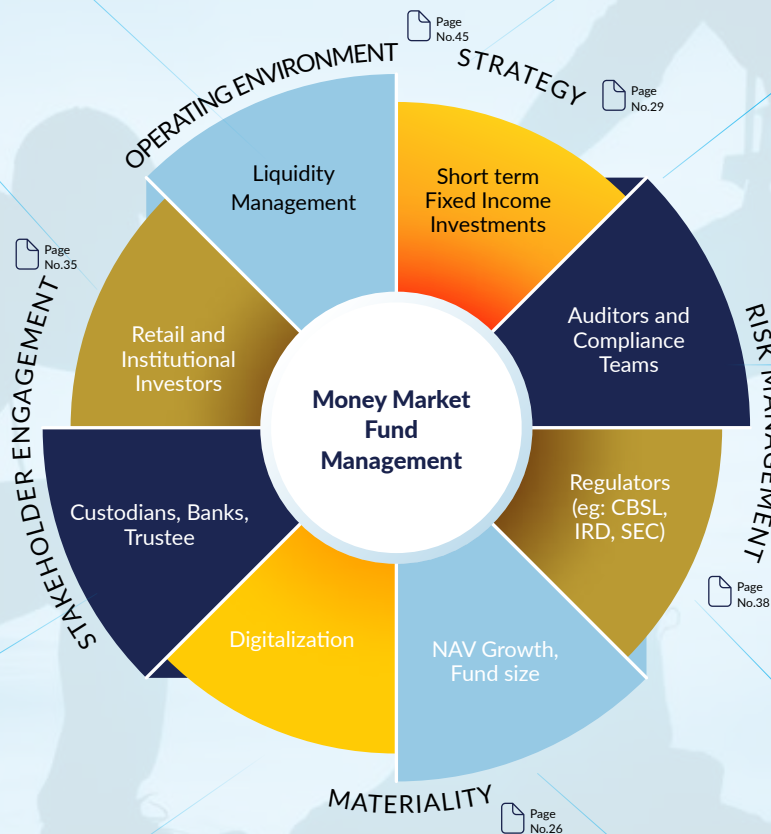 OPERATING ENVIRONMENT
Page
No.45
STRATEGY
Page
No.29
Liquidity
Management
Short term
Fixed Income
Investments
Auditors and
Compliance
Teams
RISK MANAGEMENT
Page
No.38
Regulators
(eg: CBSL,
IRD, SEC)
NAV Growth,
Fund size
MATERIALITY
Page
No.26
Digitalization
Custodians, Banks,
Trustee
STAKEHOLDER ENGAGEMENT
Page
No.35
Retail and
Institutional
Investors
Money Market
Fund
Management